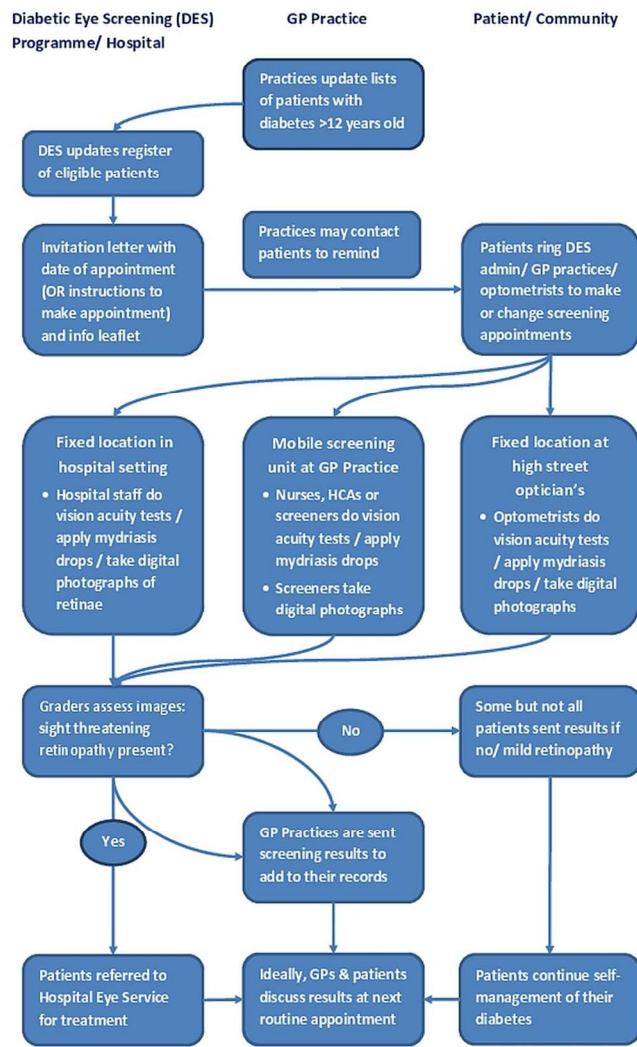 Diabetic Eye Screening (DES)
Programme/ Hospital
GP Practice
Patient/ Community
Practices update lists
of patients with
diabetes >12 years old
DES updates register
of eligible patients
Invitation letter with
date of appointment
(OR instructions to
make appointment)
and info leaflet
Practices may contact
patients to remind
Patients ring DES
admin/ GP practices/
optometrists to make
or change screening
appointments
Fixed location in
hospital setting
• Hospital staff do
vision acuity tests /
apply mydriasis
drops / take digital
photographs of
retinae
Mobile screening
unit at GP Practice
• Nurses, HCAs or
screeners do vision
acuity tests / apply
mydriasis drops
• Screeners take
digital photographs
Fixed location at
high street
optician's
• Optometrists do
vision acuity tests
/ apply mydriasis
drops / take digital
photographs
Graders assess images:
sight threatening
retinopathy present?
No
Some but not all
patients sent results if
no/ mild retinopathy
Yes
GP Practices are sent
screening results to
add to their records
Patients referred to
Hospital Eye Service
for treatment
Ideally, GPs & patients
discuss results at next
routine appointment
Patients continue self-
management of their
diabetes